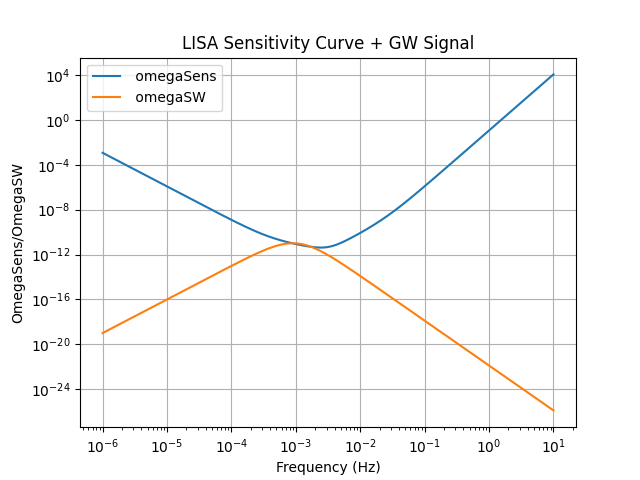 LISA Sensitivity Curve + GW Signal
omegaSens
omegaSW
OmegaSens/OmegaSW
10^4
10^0
10^-4
10^-8
10^-12
10^-16
10^-20
10^-24
10^-6 10^-5 10^-4 10^-3 10^-2 10^-1 10^0 10^1
Frequency (Hz)